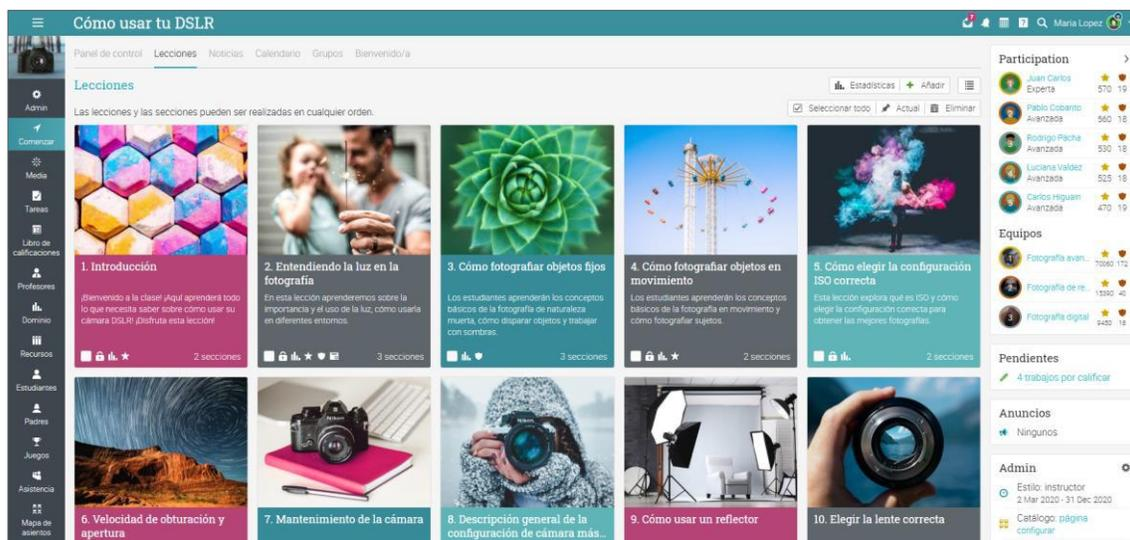 Cómo usar tu DSLR
7
Maria Lopez
Admin
Comenzar
Media
Tareas
Libro de
calificaciones
Profesores
Dominio
Recursos
Estudiantes
Padres
Juegos
Asistencia
Mapa de
asientos
Panel de control Lecciones Noticias Calendario Grupos Bienvenido/a
Lecciones
Estadísticas Añadir
Las lecciones y las secciones pueden ser realizadas en cualquier orden.
Seleccionar todo Actual Eliminar
1. Introducción
¡Bienvenido a la clase! ¡Aquí aprenderá todo
lo que necesita saber sobre cómo usar su
cámara DSLR! ¡Disfruta esta lección!
2 secciones
2. Entendiendo la luz en la
fotografía
En esta lección aprenderemos sobre la
importancia y el uso de la luz, cómo usarla
en diferentes entornos.
3 secciones
3. Cómo fotografiar objetos fijos
Los estudiantes aprenderán los conceptos
básicos de la fotografía de naturaleza
muerta, cómo disparar objetos y trabajar
con sombras.
3 secciones
4. Cómo fotografiar objetos en
movimiento
Los estudiantes aprenderán los conceptos
básicos de la fotografía en movimiento y
cómo fotografiar sujetos.
2 secciones
5. Cómo elegir la configuración
ISO correcta
Esta lección explora qué es ISO y cómo
elegir la configuración correcta para
obtener las mejores fotografías.
2 secciones
6. Velocidad de obturación y
apertura
7. Mantenimiento de la cámara
8. Descripción general de la
configuración de cámara más...
9. Cómo usar un reflector
10. Elegir la lente correcta
Participation
Juan Carlos
Experta 570 19
Pablo Cobanto
Avanzada 560 18
Rodrigo Pacha
Avanzada 530 18
Luciana Valdez
Avanzada 525 18
Carlos Higuain
Avanzada 470 19
Equipos
Fotografía avan... 70060 172
Fotografía de re... 15390 40
Fotografía digital 9450 18
Pendientes
4 trabajos por calificar
Anuncios
Ningunos
Admin
Estilo: instructor
2 Mar 2020 - 31 Dec 2020
Catálogo: página
configurar